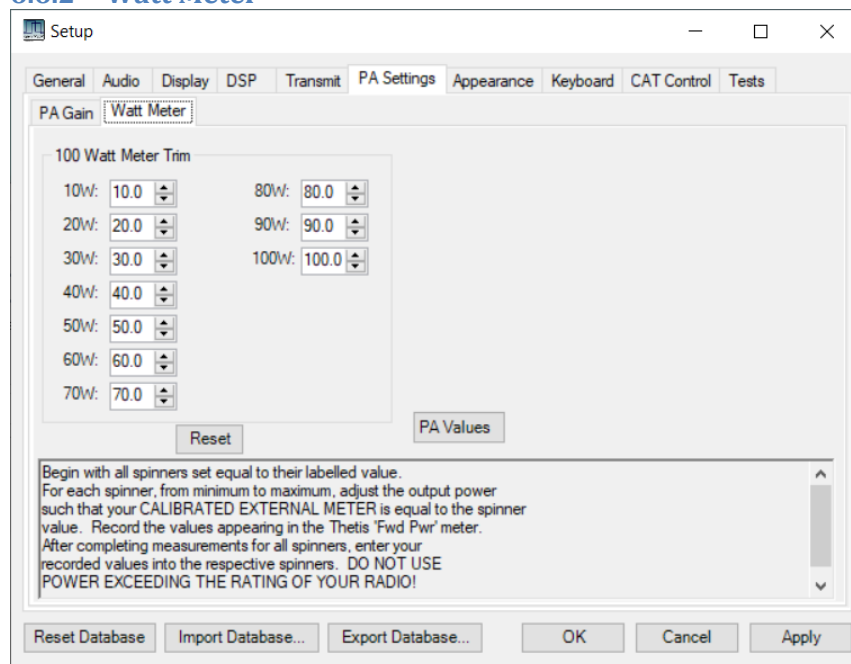 Setup
General Audio Display DSP Transmit PA Settings Appearance Keyboard CAT Control Tests
PA Gain Watt Meter
100 Watt Meter Trim
10W: 10.0 80W: 80.0
20W: 20.0 90W: 90.0
30W: 30.0 100W: 100.0
40W: 40.0
50W: 50.0
60W: 60.0
70W: 70.0
Reset PA Values
Begin with all spinners set equal to their labelled value.
For each spinner, from minimum to maximum, adjust the output power
such that your CALIBRATED EXTERNAL METER is equal to the spinner
value. Record the values appearing in the Thetis 'Fwd Pwr' meter.
After completing measurements for all spinners, enter your
recorded values into the respective spinners. DO NOT USE
POWER EXCEEDING THE RATING OF YOUR RADIO!
Reset Database Import Database... Export Database... OK Cancel Apply